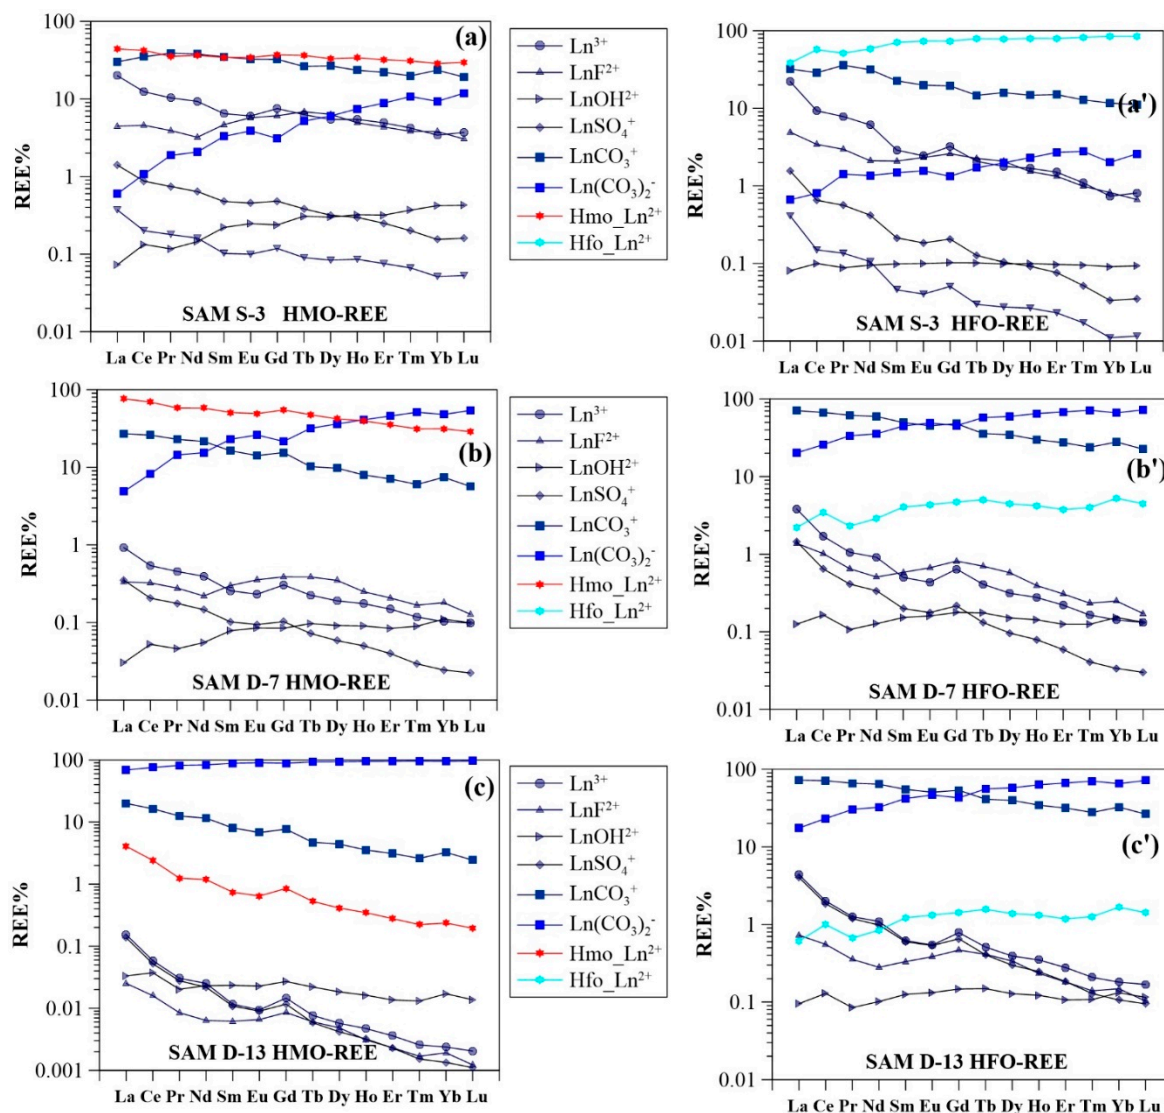 (a)
REE%
100
10
1
0.1
0.01
SAM S-3 HMO-REE
La Ce Pr Nd Sm Eu Gd Tb Dy Ho Er Tm Yb Lu
Ln³⁺
LnF²⁺
LnOH²⁺
LnSO₄⁺
LnCO₃⁺
Ln(CO₃)₂⁻
Hmo_Ln²⁺
Hfo_Ln²⁺
(a')
REE%
100
10
1
0.1
0.01
SAM S-3 HFO-REE
La Ce Pr Nd Sm Eu Gd Tb Dy Ho Er Tm Yb Lu
(b)
REE%
100
10
1
0.1
0.01
SAM D-7 HMO-REE
La Ce Pr Nd Sm Eu Gd Tb Dy Ho Er Tm Yb Lu
Ln³⁺
LnF²⁺
LnOH²⁺
LnSO₄⁺
LnCO₃⁺
Ln(CO₃)₂⁻
Hmo_Ln²⁺
Hfo_Ln²⁺
(b')
REE%
100
10
1
0.1
0.01
SAM D-7 HFO-REE
La Ce Pr Nd Sm Eu Gd Tb Dy Ho Er Tm Yb Lu
(c)
REE%
100
10
1
0.1
0.01
0.001
SAM D-13 HMO-REE
La Ce Pr Nd Sm Eu Gd Tb Dy Ho Er Tm Yb Lu
Ln³⁺
LnF²⁺
LnOH²⁺
LnSO₄⁺
LnCO₃⁺
Ln(CO₃)₂⁻
Hmo_Ln²⁺
Hfo_Ln²⁺
(c')
REE%
100
10
1
0.1
0.01
SAM D-13 HFO-REE
La Ce Pr Nd Sm Eu Gd Tb Dy Ho Er Tm Yb Lu